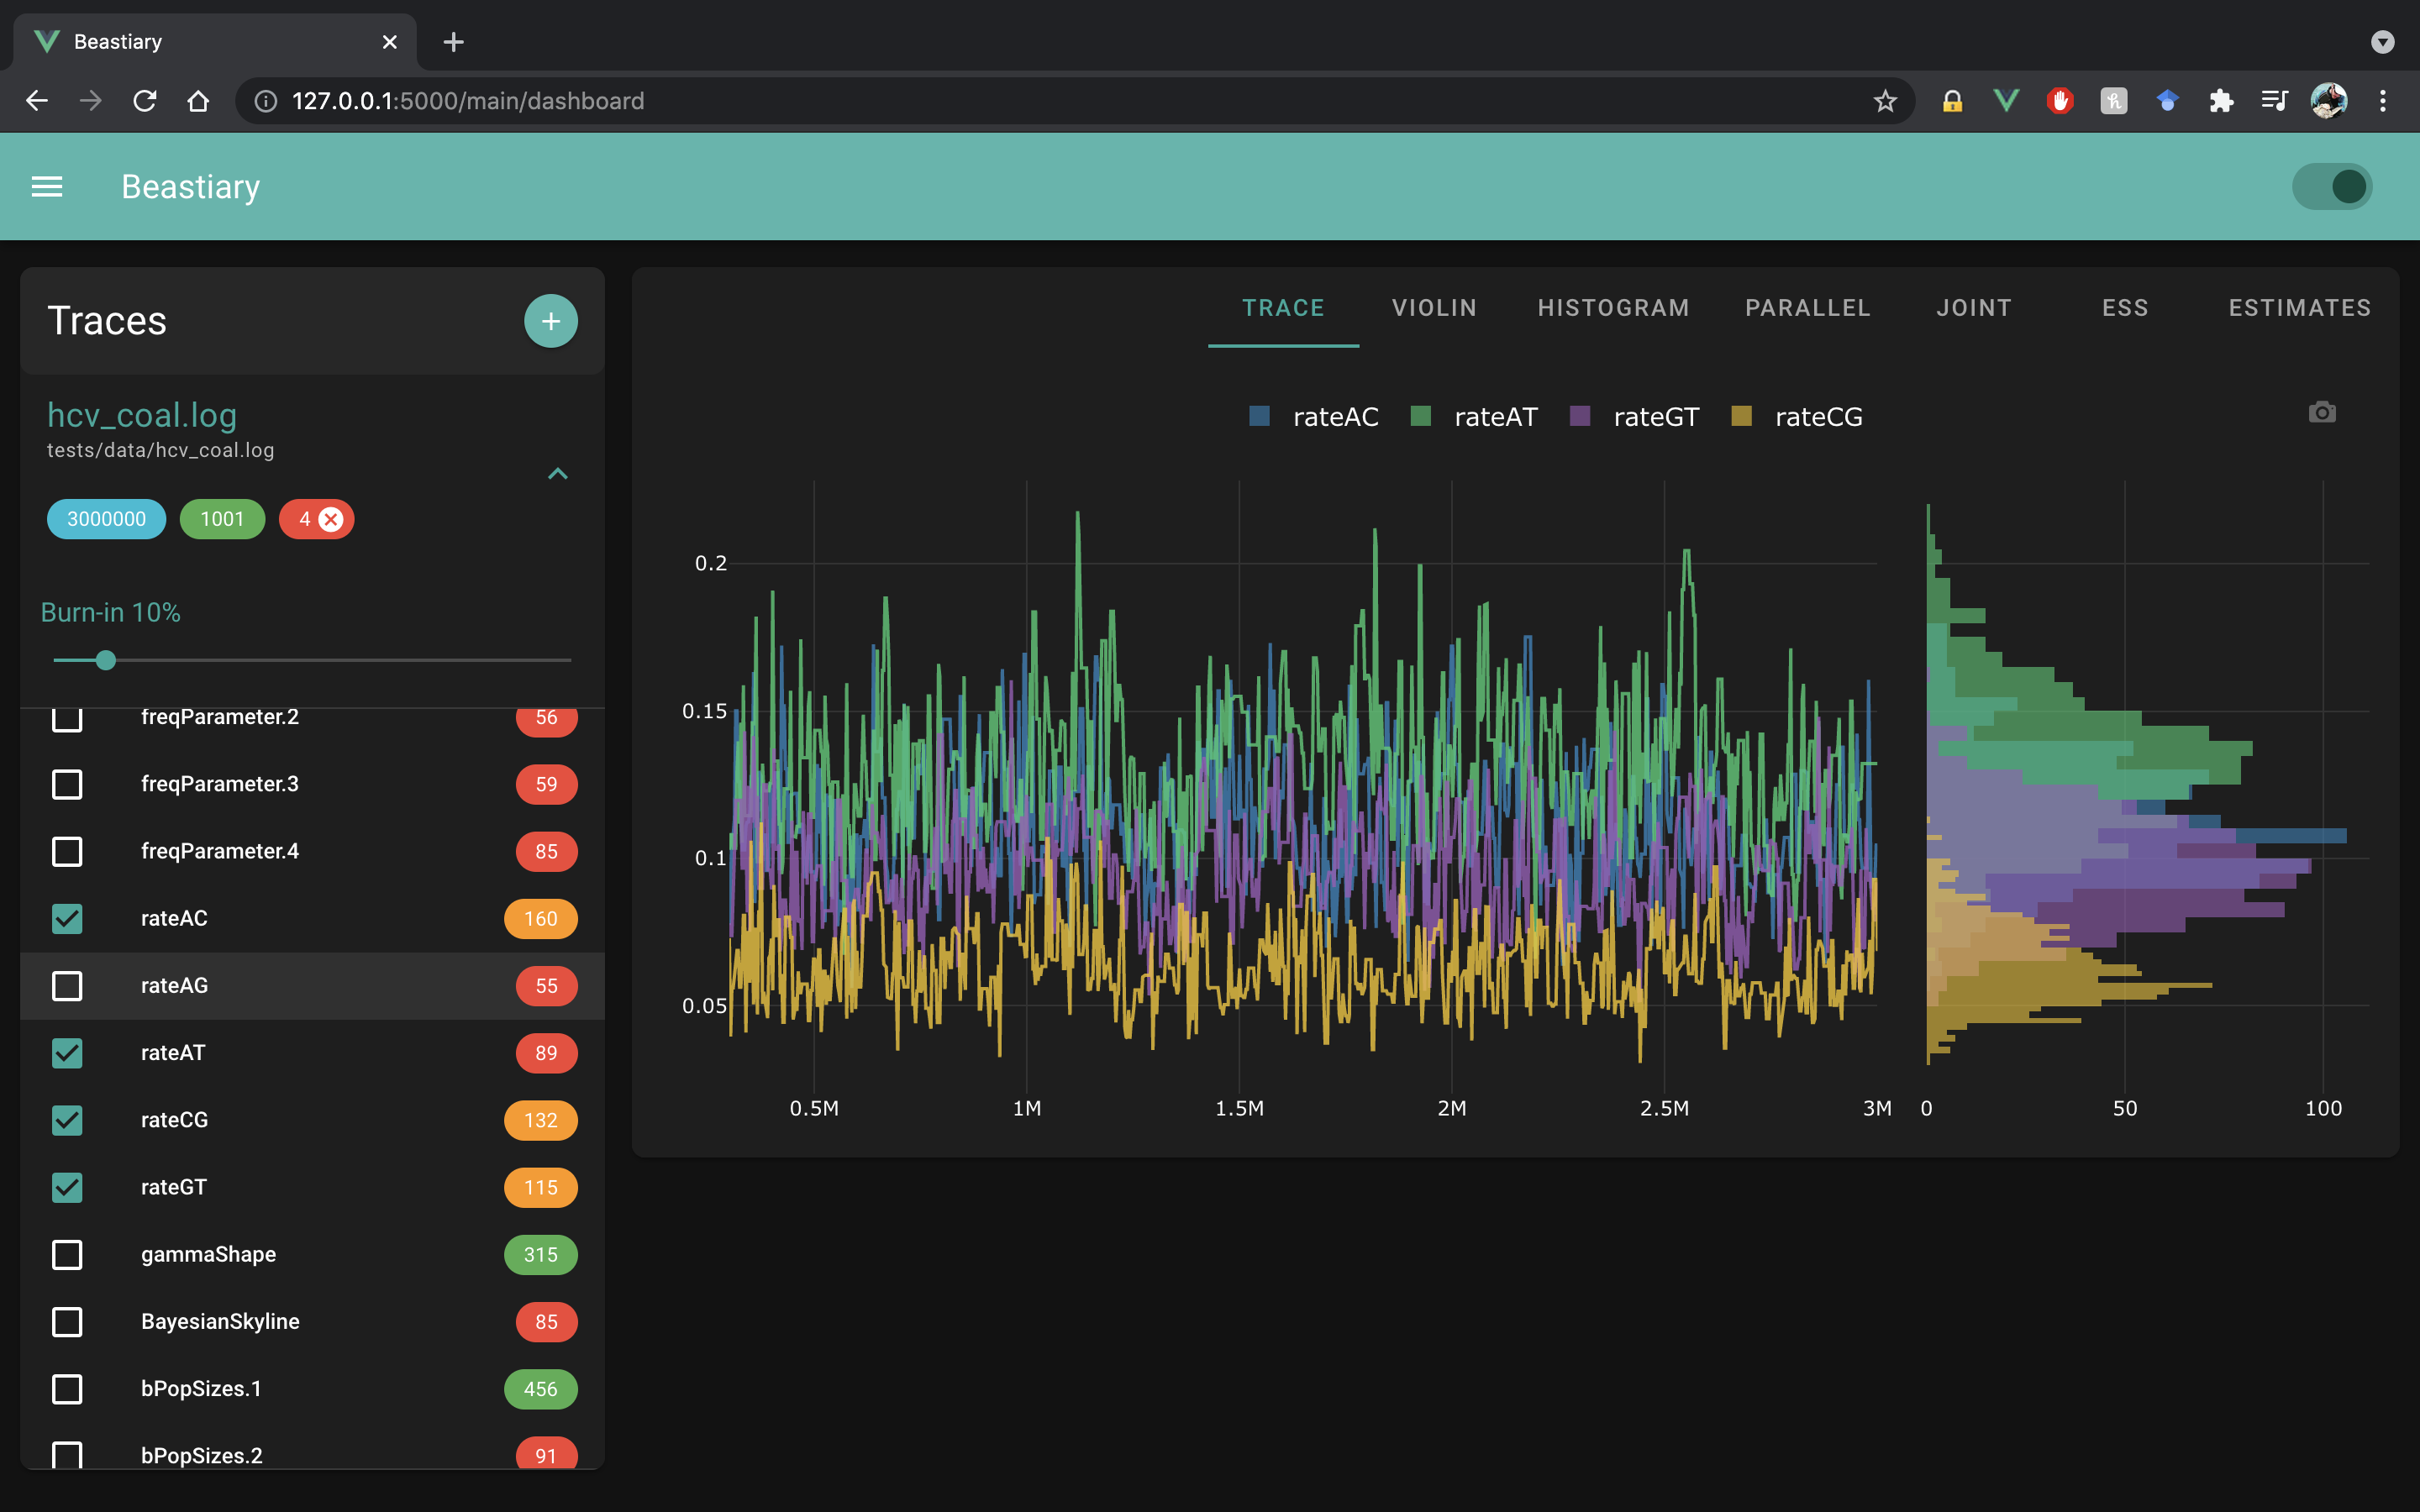 Beastiary
127.0.0.1:5000/main/dashboard
Beastiary
Traces
hcv_coal.log
tests/data/hcv_coal.log
3000000 1001 4
Burn-in 10%
freqParameter.2 56
freqParameter.3 59
freqParameter.4 85
rateAC 160
rateAG 55
rateAT 89
rateCG 132
rateGT 115
gammaShape 315
BayesianSkyline 85
bPopSizes.1 456
bPopSizes.2 91
TRACE VIOLIN HISTOGRAM PARALLEL JOINT ESS ESTIMATES
rateAC rateAT rateGT rateCG
0.2
0.15
0.1
0.05
0.5M 1M 1.5M 2M 2.5M 3M 0 50 100